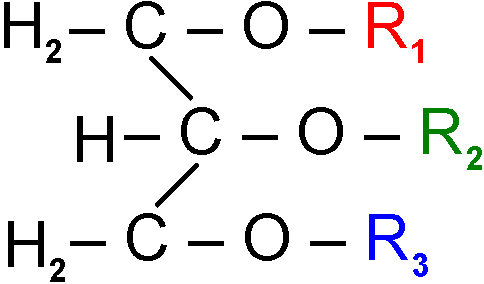 H₂ – C – O – R₁
H – C – O – R₂
H₂ – C – O – R₃